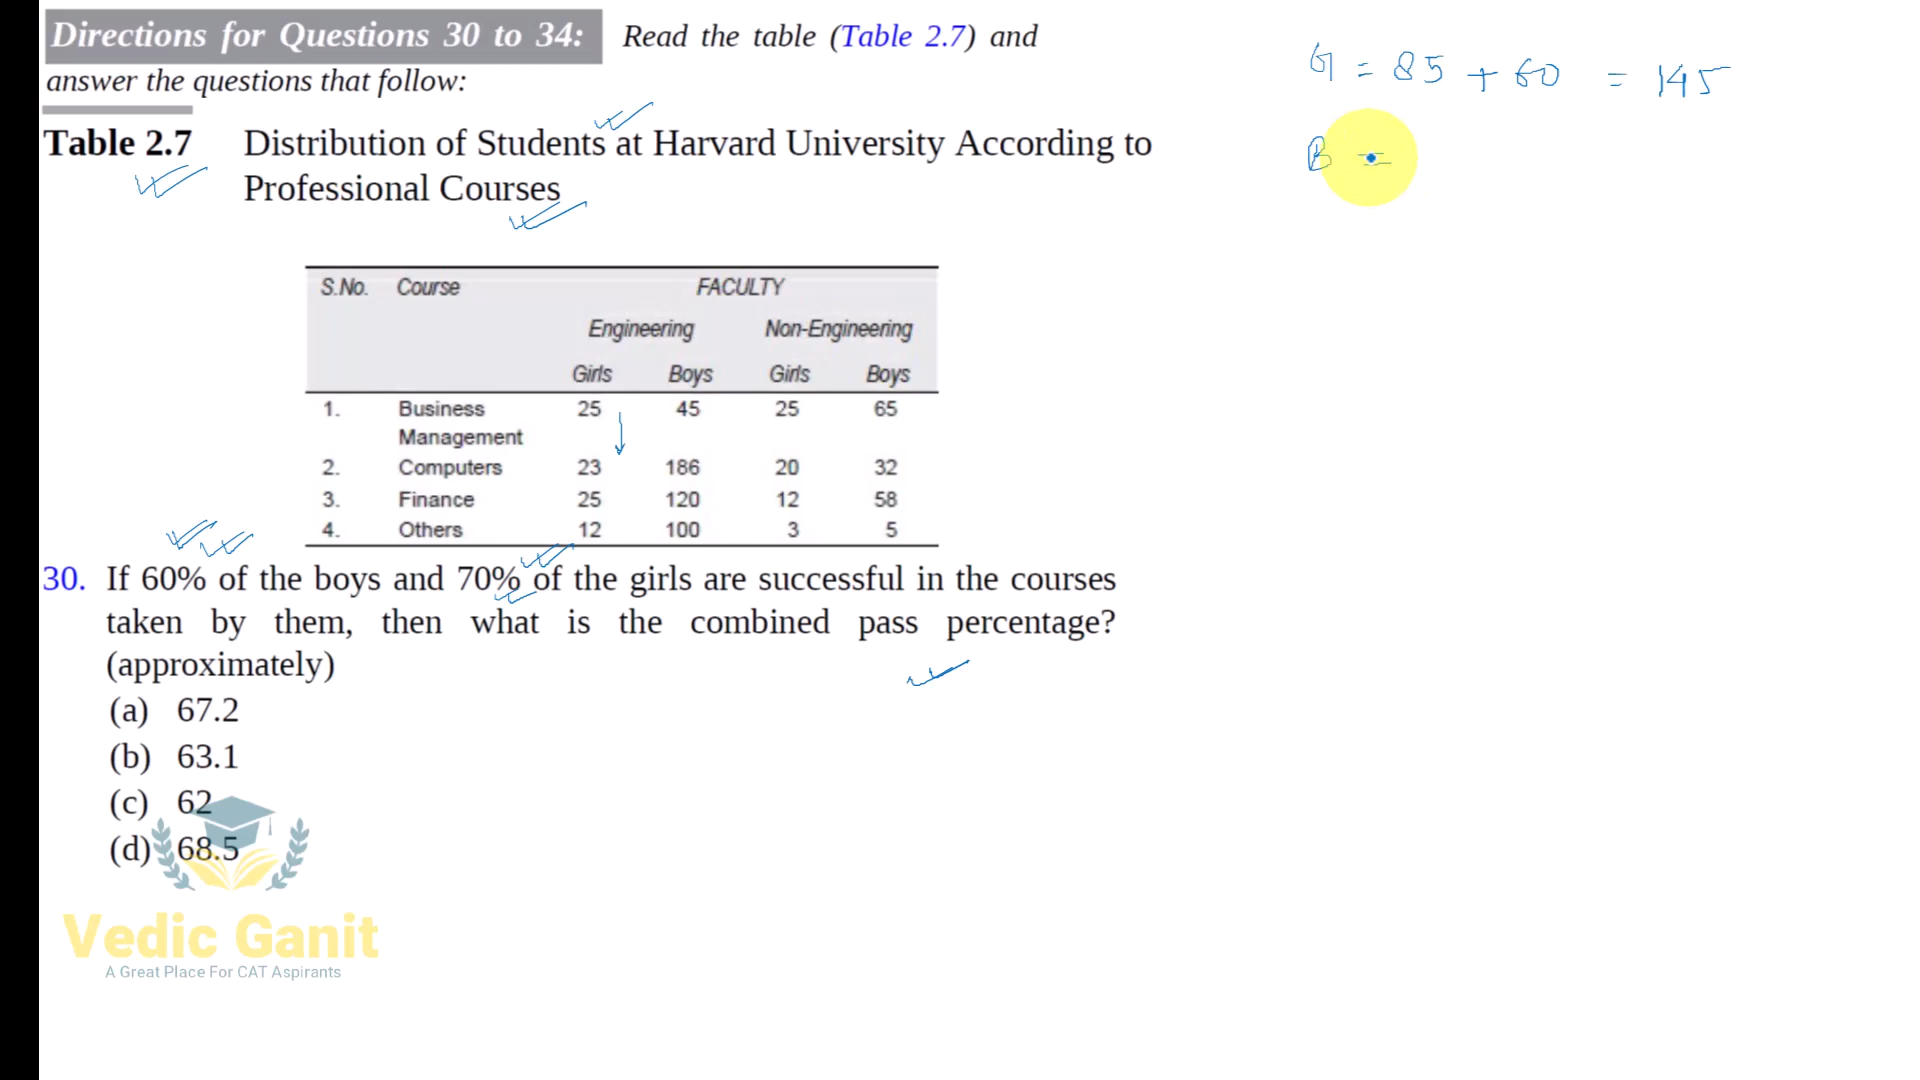 Directions for Questions 30 to 34: Read the table (Table 2.7) and
answer the questions that follow:
Table 2.7 Distribution of Students at Harvard University According to
Professional Courses
S.No. Course FACULTY
Engineering Non-Engineering
Girls Boys Girls Boys
1. Business 25 45 25 65
Management
2. Computers 23 186 20 32
3. Finance 25 120 12 58
4. Others 12 100 3 5
30. If 60% of the boys and 70% of the girls are successful in the courses
taken by them, then what is the combined pass percentage?
(approximately)
(a) 67.2
(b) 63.1
(c) 62
(d) 68.5
Vedic Ganit
A Great Place For CAT Aspirants
G = 85 + 60 = 145
B =